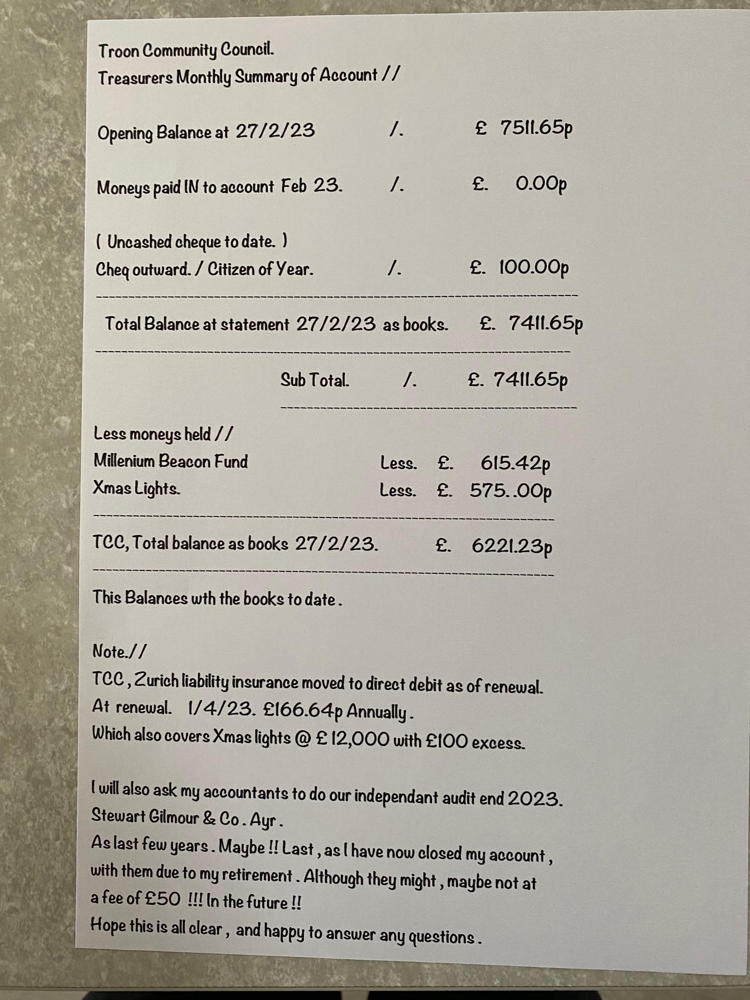 Troon Community Council.
Treasurers Monthly Summary of Account //
Opening Balance at 27/2/23 /. £ 7511.65p
Moneys paid IN to account Feb 23. /. £. 0.00p
( Uncashed cheque to date. )
Cheq outward. / Citizen of Year. /. £. 100.00p
Total Balance at statement 27/2/23 as books. £. 7411.65p
Sub Total. /. £. 7411.65p
Less moneys held //
Millenium Beacon Fund Less. £. 615.42p
Xmas Lights. Less. £. 575..00p
TCC, Total balance as books 27/2/23. £. 6221.23p
This Balances wth the books to date .
Note.//
TCC , Zurich liability insurance moved to direct debit as of renewal.
At renewal. 1/4/23. £166.64p Annually .
Which also covers Xmas lights @ £ 12,000 with £100 excess.
I will also ask my accountants to do our independant audit end 2023.
Stewart Gilmour & Co . Ayr .
As last few years . Maybe !! Last , as I have now closed my account ,
with them due to my retirement . Although they might , maybe not at
a fee of £50 !!! In the future !!
Hope this is all clear , and happy to answer any questions .